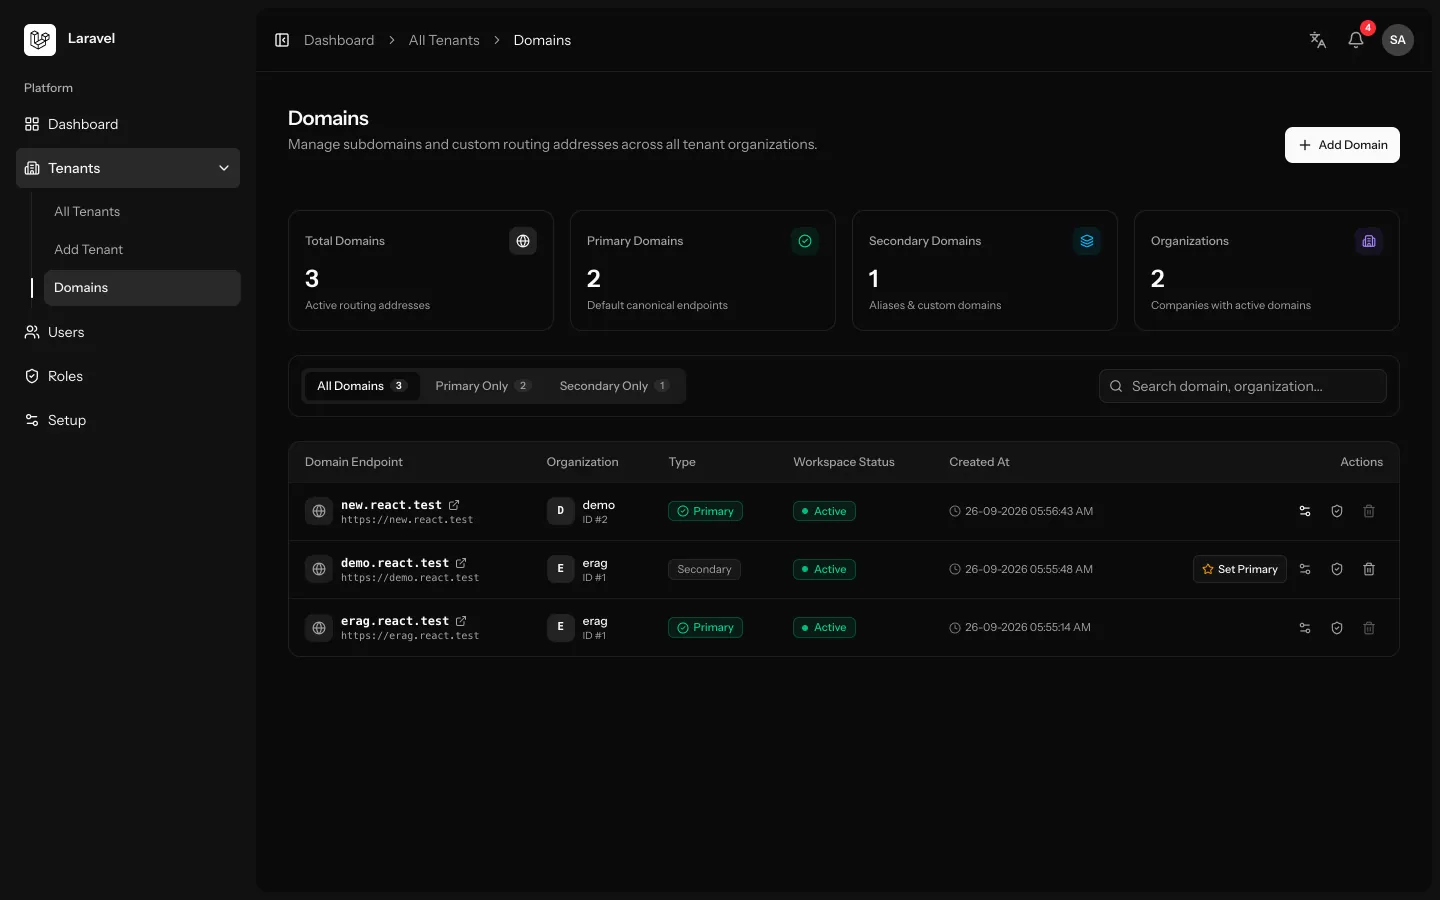 Laravel
Platform
Dashboard
Tenants
All Tenants
Add Tenant
Domains
Users
Roles
Setup
Dashboard > All Tenants > Domains
4
SA
Domains
Manage subdomains and custom routing addresses across all tenant organizations.
Add Domain
Total Domains
3
Active routing addresses
Primary Domains
2
Default canonical endpoints
Secondary Domains
1
Aliases & custom domains
Organizations
2
Companies with active domains
All Domains 3
Primary Only 2
Secondary Only 1
Search domain, organization...
Domain Endpoint Organization Type Workspace Status Created At Actions
new.react.test D demo Primary Active 26-09-2026 05:56:43 AM
https://new.react.test ID #2
demo.react.test E erag Secondary Active 26-09-2026 05:55:48 AM Set Primary
https://demo.react.test ID #1
erag.react.test E erag Primary Active 26-09-2026 05:55:14 AM
https://erag.react.test ID #1